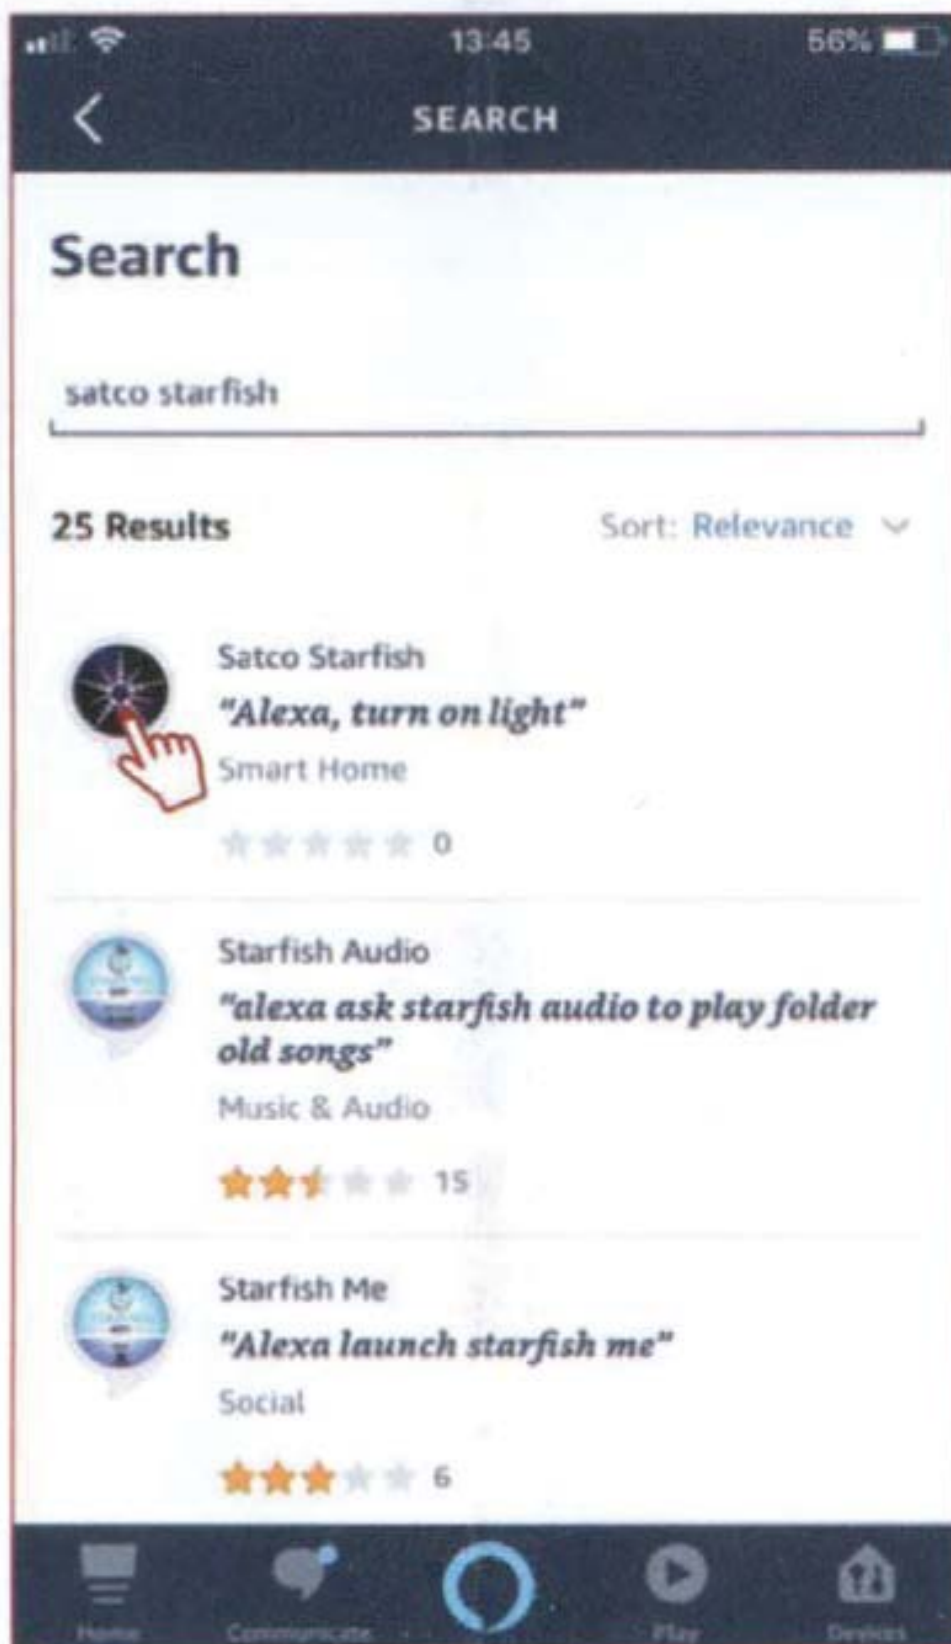 13:45
56%
SEARCH
Search
satco starfish
25 Results
Sort: Relevance
Satco Starfish
"Alexa, turn on light"
Smart Home
0
Starfish Audio
"alexa ask starfish audio to play folder
old songs"
Music & Audio
15
Starfish Me
"Alexa launch starfish me"
Social
6
Home
Communicate
Play
Devices